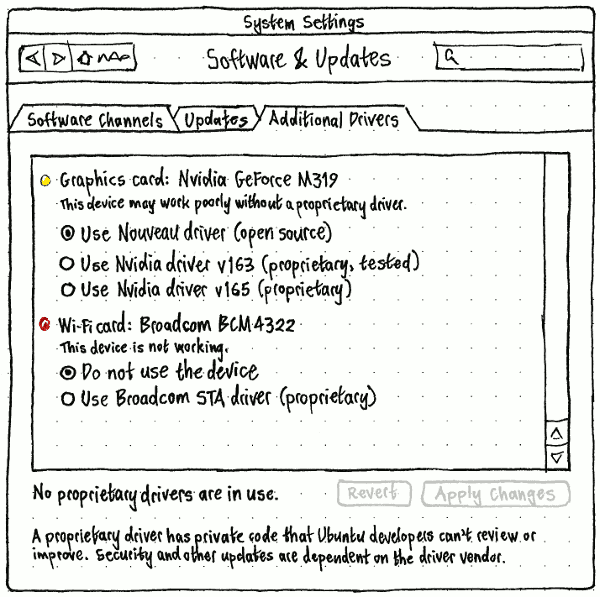 System Settings
Software & Updates
Software Channels
Updates
Additional Drivers
Graphics card: Nvidia GeForce M319
This device may work poorly without a proprietary driver.
Use Nouveau driver (open source)
Use Nvidia driver v163 (proprietary, tested)
Use Nvidia driver v165 (proprietary)
Wi-Fi card: Broadcom BCM4322
This device is not working.
Do not use the device
Use Broadcom STA driver (proprietary)
No proprietary drivers are in use.
Revert
Apply Changes
A proprietary driver has private code that Ubuntu developers can't review or
improve. Security and other updates are dependent on the driver vendor.